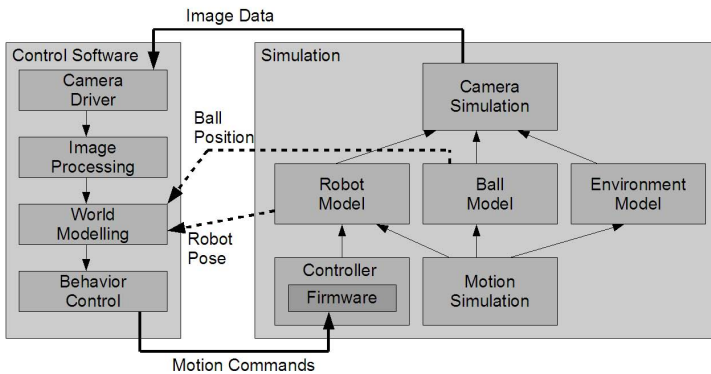 Image Data
Control Software
Camera
Driver
Image
Processing
World
Modelling
Behavior
Control
Ball
Position
Robot
Pose
Simulation
Camera
Simulation
Robot
Model
Ball
Model
Environment
Model
Controller
Firmware
Motion
Simulation
Motion Commands